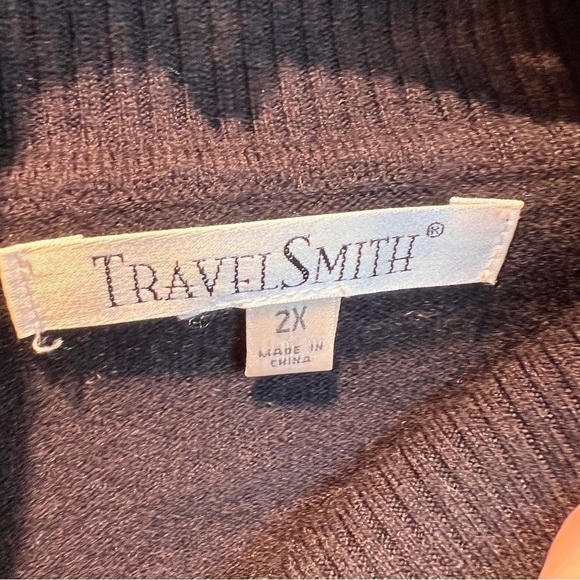 TRAVELSMITH®
2X
MADE IN
CHINA